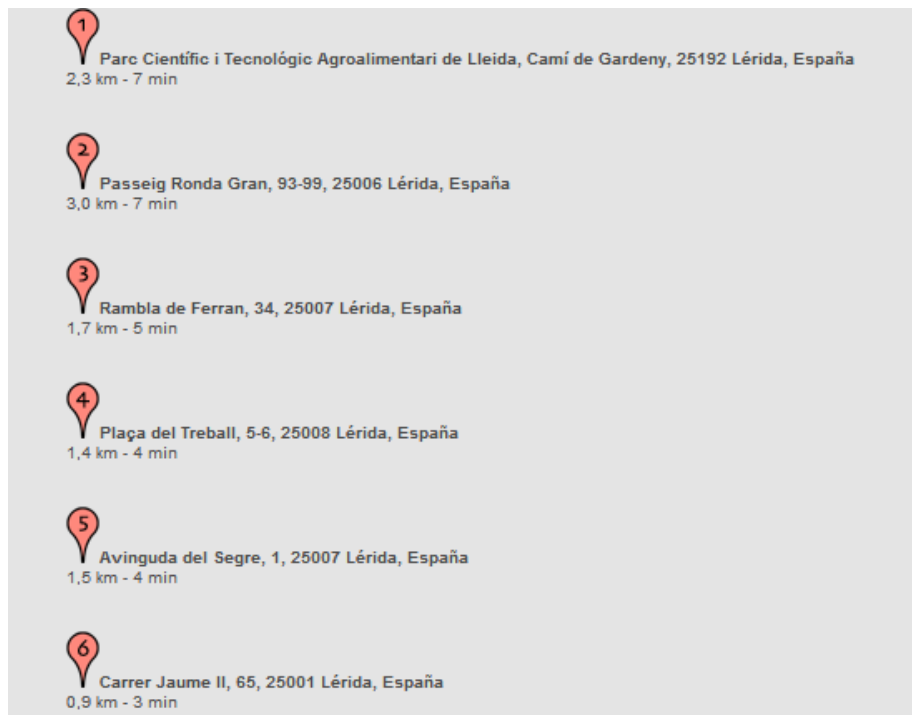 1
Parc Científic i Tecnológic Agroalimentari de Lleida, Camí de Gardeny, 25192 Lérida, España
2,3 km - 7 min
2
Passeig Ronda Gran, 93-99, 25006 Lérida, España
3,0 km - 7 min
3
Rambla de Ferran, 34, 25007 Lérida, España
1,7 km - 5 min
4
Plaça del Treball, 5-6, 25008 Lérida, España
1,4 km - 4 min
5
Avinguda del Segre, 1, 25007 Lérida, España
1,5 km - 4 min
6
Carrer Jaume II, 65, 25001 Lérida, España
0,9 km - 3 min